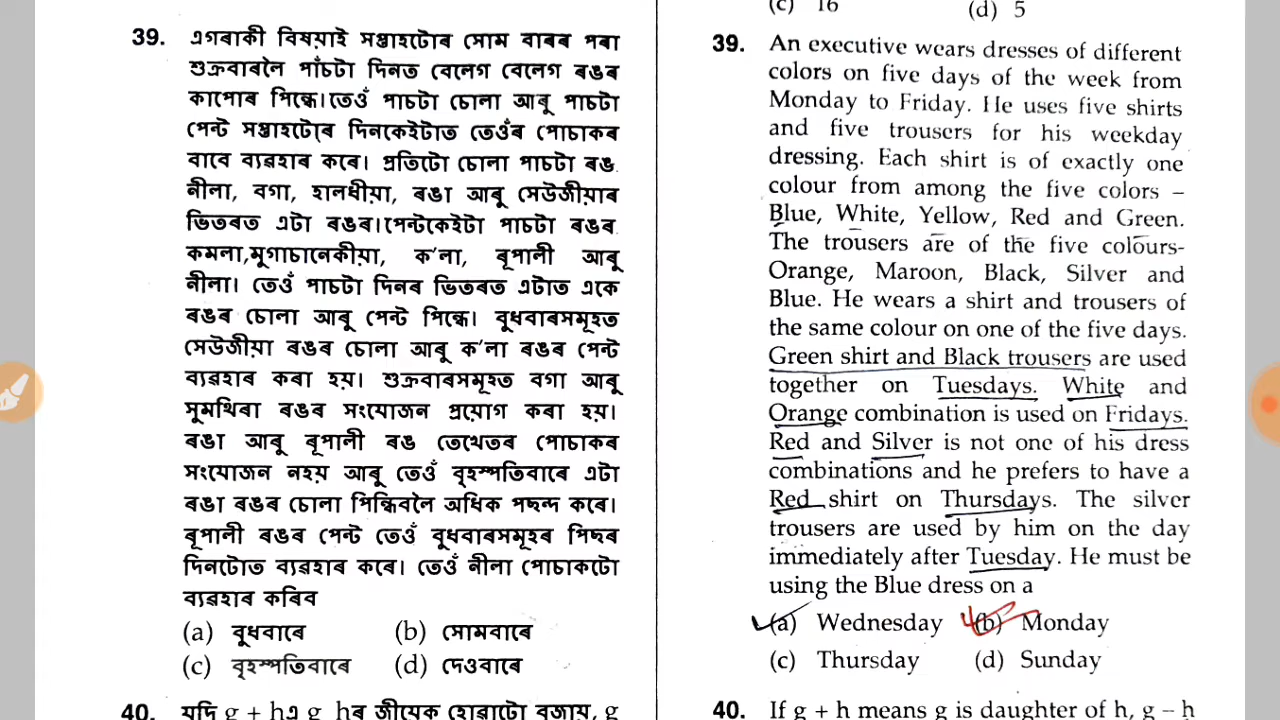 39. এগৰাকী বিষয়াই সপ্তাহটোৰ সোম বাৰৰ পৰা
শুক্ৰবাৰলৈ পাঁচটা দিনত বেলেগ বেলেগ ৰঙৰ
কাপোৰ পিন্ধে। তেওঁ পাচটা চোলা আৰু পাচটা
পেন্ট সপ্তাহটোৰ দিনকেইটাত তেওঁৰ পোচাকৰ
বাবে ব্যৱহাৰ কৰে। প্ৰতিটো চোলা পাচটা ৰঙ
নীলা, বগা, হালধীয়া, ৰঙা আৰু সেউজীয়াৰ
ভিতৰত এটা ৰঙৰ। পেন্টকেইটা পাচটা ৰঙৰ
কমলা,মুগাচানেকীয়া, ক'লা, ৰূপালী আৰু
নীলা। তেওঁ পাচটা দিনৰ ভিতৰত এটাত একে
ৰঙৰ চোলা আৰু পেন্ট পিন্ধে। বুধবাৰসমূহত
সেউজীয়া ৰঙৰ চোলা আৰু ক'লা ৰঙৰ পেন্ট
ব্যৱহাৰ কৰা হয়। শুক্ৰবাৰসমূহত বগা আৰু
সুমথিৰা ৰঙৰ সংযোজন প্ৰয়োগ কৰা হয়।
ৰঙা আৰু ৰূপালী ৰঙ তেখেতৰ পোচাকৰ
সংযোজন নহয় আৰু তেওঁ বৃহস্পতিবাৰে এটা
ৰঙা ৰঙৰ চোলা পিন্ধিবলৈ অধিক পছন্দ কৰে।
ৰূপালী ৰঙৰ পেন্ট তেওঁ বুধবাৰসমূহৰ পিছৰ
দিনটোত ব্যৱহাৰ কৰে। তেওঁ নীলা পোচাকটো
ব্যৱহাৰ কৰিব
(a) বুধবাৰে (b) সোমবাৰে
(c) বৃহস্পতিবাৰে (d) দেওবাৰে
40. যদি g + hএ g hৰ জীয়েক হোৱাটো বুজায়, g
(c) 16 (d) 5
39. An executive wears dresses of different
colors on five days of the week from
Monday to Friday. He uses five shirts
and five trousers for his weekday
dressing. Each shirt is of exactly one
colour from among the five colors –
Blue, White, Yellow, Red and Green.
The trousers are of the five colours-
Orange, Maroon, Black, Silver and
Blue. He wears a shirt and trousers of
the same colour on one of the five days.
Green shirt and Black trousers are used
together on Tuesdays. White and
Orange combination is used on Fridays.
Red and Silver is not one of his dress
combinations and he prefers to have a
Red shirt on Thursdays. The silver
trousers are used by him on the day
immediately after Tuesday. He must be
using the Blue dress on a
(a) Wednesday (b) Monday
(c) Thursday (d) Sunday
40. If g + h means g is daughter of h, g – h